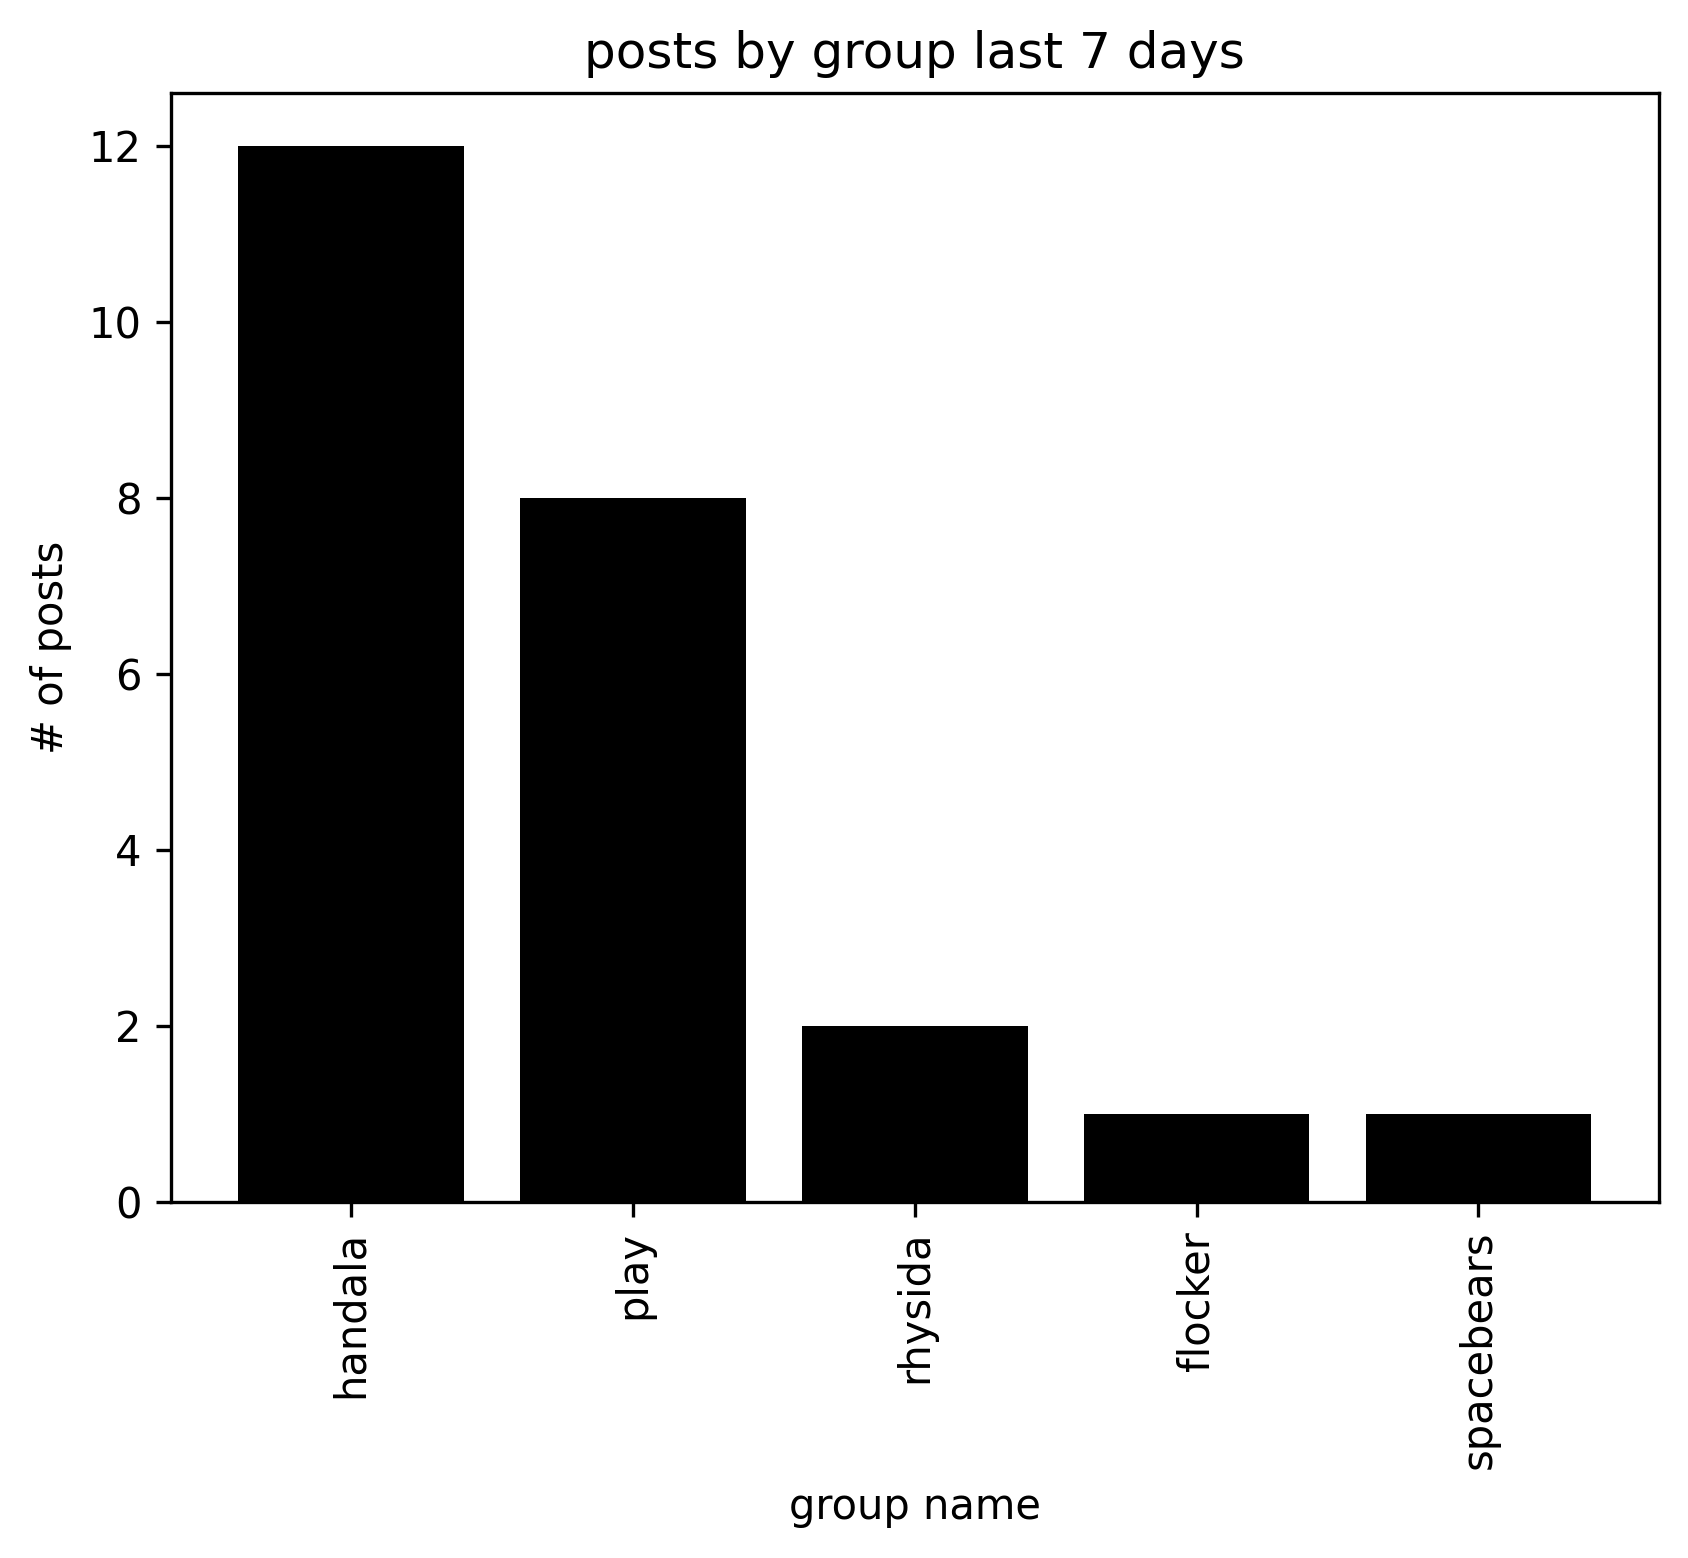 posts by group last 7 days
12
10
8
6
4
2
0
# of posts
handala
play
rhysida
flocker
spacebears
group name